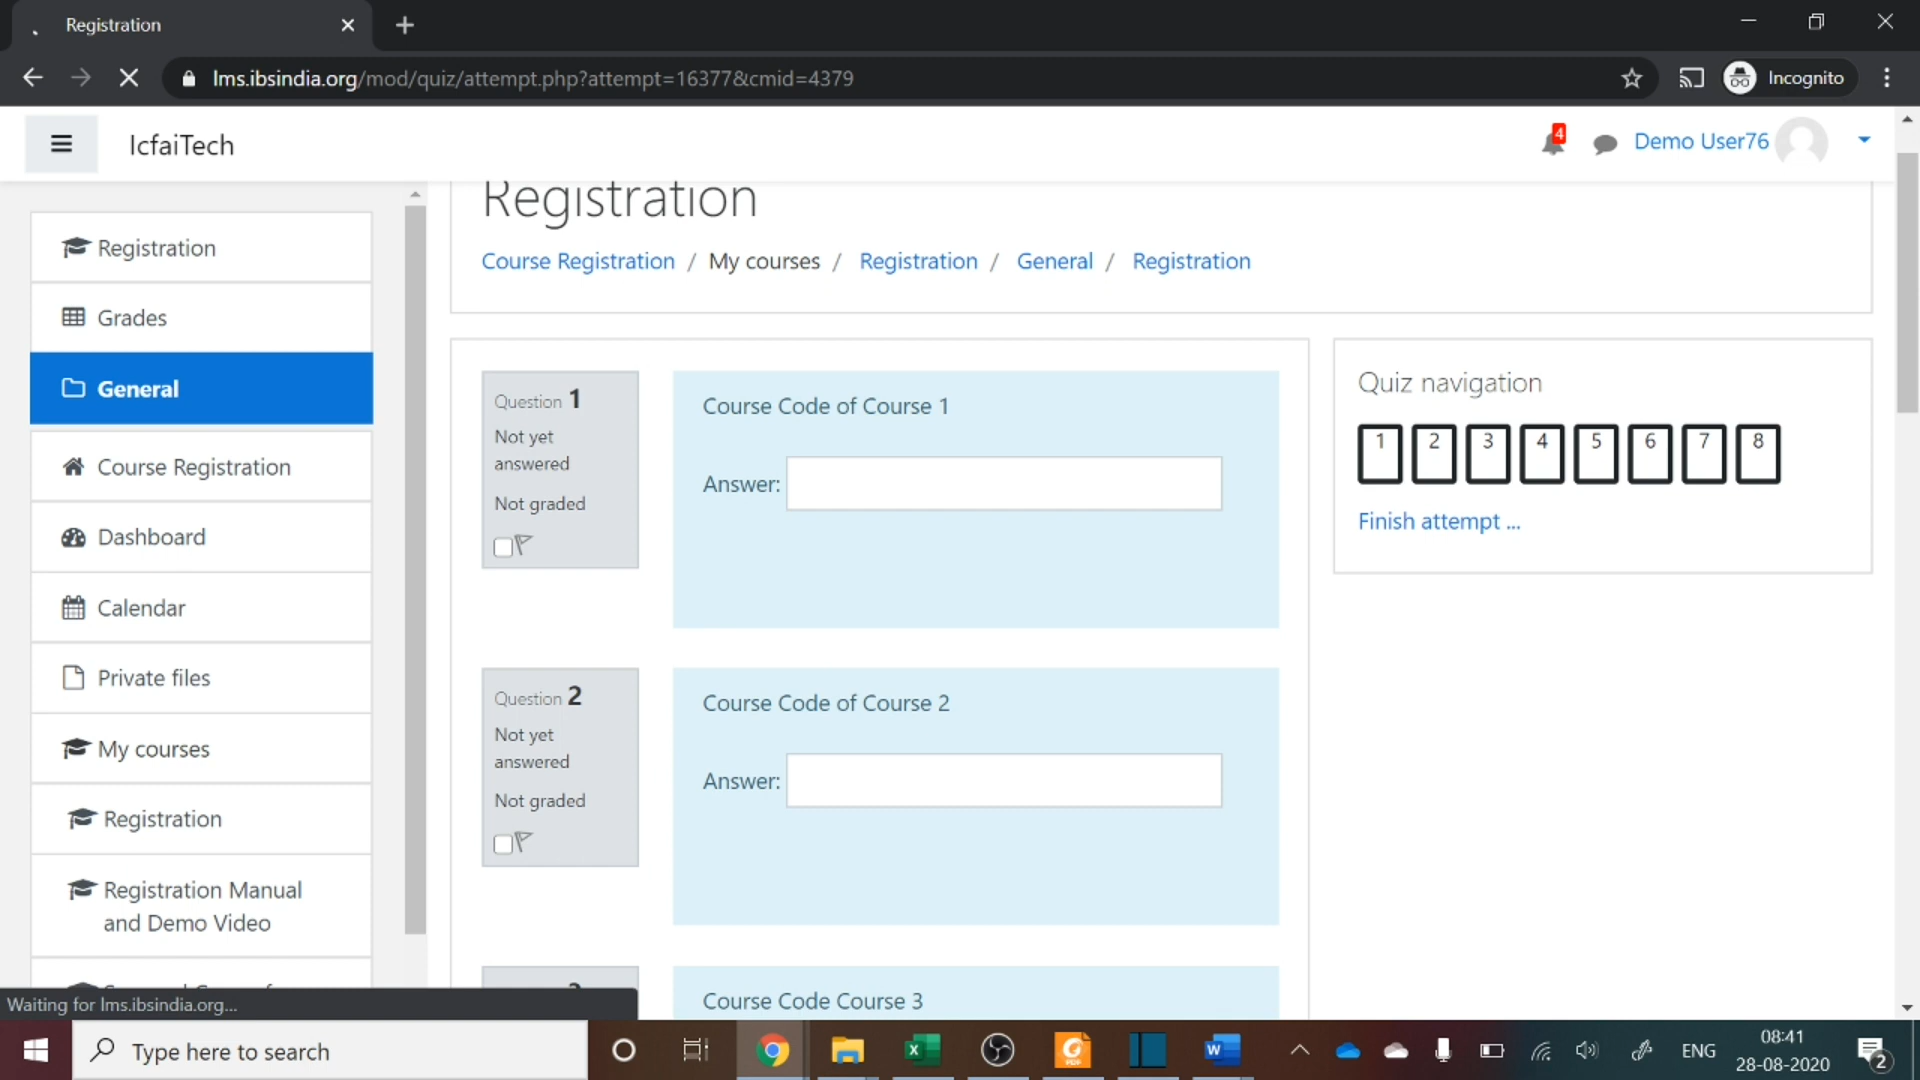 Registration
lms.ibsindia.org/mod/quiz/attempt.php?attempt=16377&cmid=4379
Incognito
IcfaiTech
4
Demo User76
Registration
Grades
General
Course Registration
Dashboard
Calendar
Private files
My courses
Registration
Registration Manual
and Demo Video
Waiting for lms.ibsindia.org...
Registration
Course Registration / My courses / Registration / General / Registration
Question 1
Not yet
answered
Not graded
Course Code of Course 1
Answer:
Question 2
Not yet
answered
Not graded
Course Code of Course 2
Answer:
Course Code Course 3
Quiz navigation
1 2 3 4 5 6 7 8
Finish attempt ...
Type here to search
ENG
08:41
28-08-2020
2